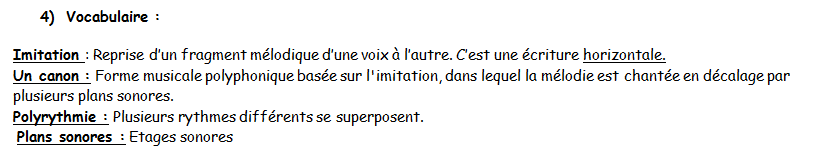 4) Vocabulaire :
Imitation : Reprise d'un fragment mélodique d'une voix à l'autre. C'est une écriture horizontale.
Un canon : Forme musicale polyphonique basée sur l'imitation, dans lequel la mélodie est chantée en décalage par
plusieurs plans sonores.
Polyrythmie : Plusieurs rythmes différents se superposent.
Plans sonores : Etages sonores